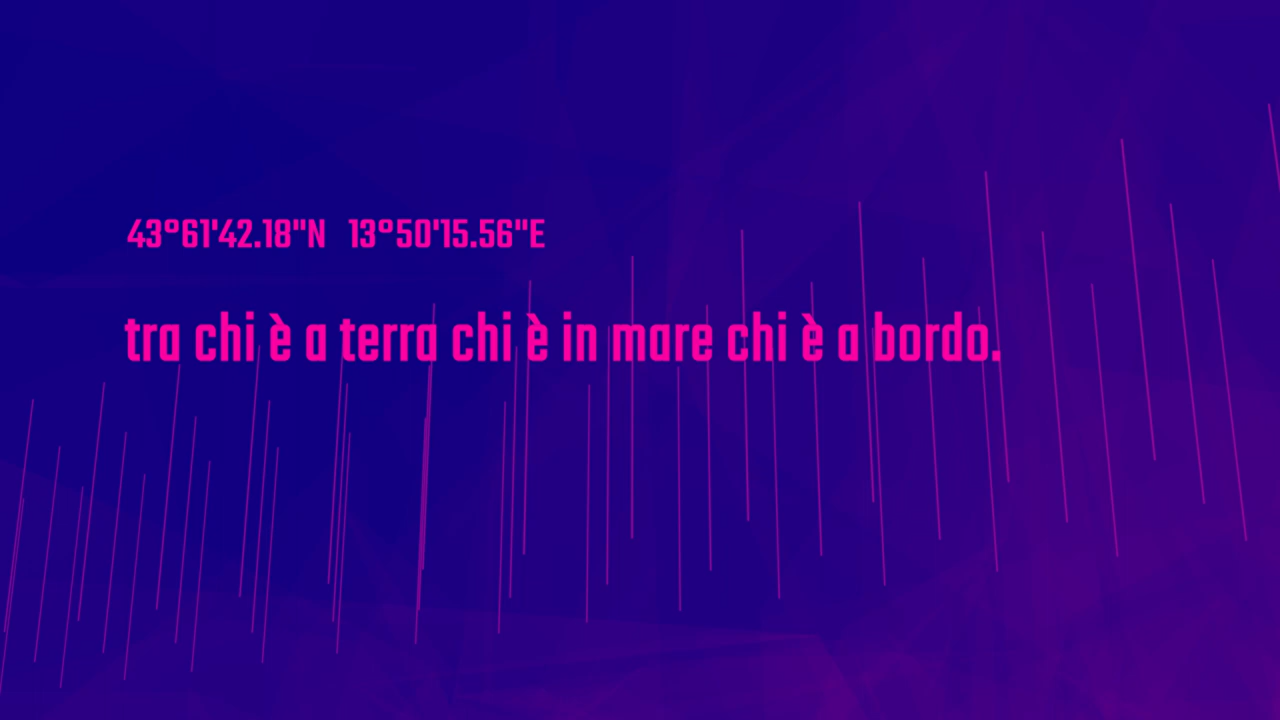 43°61'42.18"N 13°50'15.56"E
tra chi è a terra chi è in mare chi è a bordo.